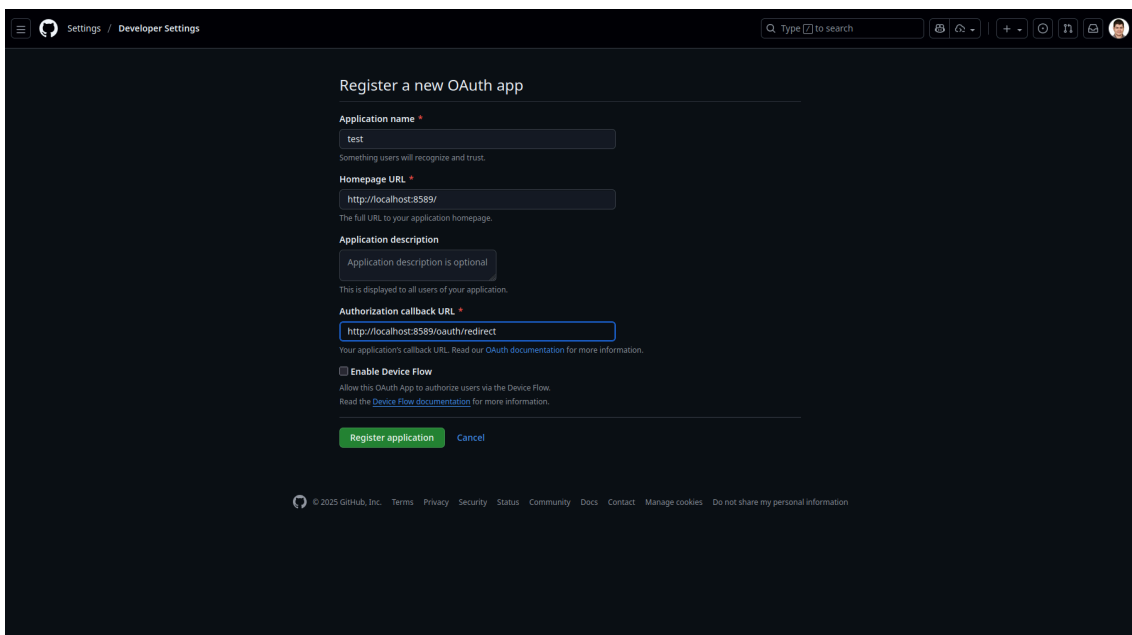 Settings / Developer Settings
Type / to search
Register a new OAuth app
Application name *
test
Something users will recognize and trust.
Homepage URL *
http://localhost:8589/
The full URL to your application homepage.
Application description
Application description is optional
This is displayed to all users of your application.
Authorization callback URL *
http://localhost:8589/oauth/redirect
Your application's callback URL. Read our OAuth documentation for more information.
Enable Device Flow
Allow this OAuth App to authorize users via the Device Flow.
Read the Device Flow documentation for more information.
Register application Cancel
© 2025 GitHub, Inc. Terms Privacy Security Status Community Docs Contact Manage cookies Do not share my personal information